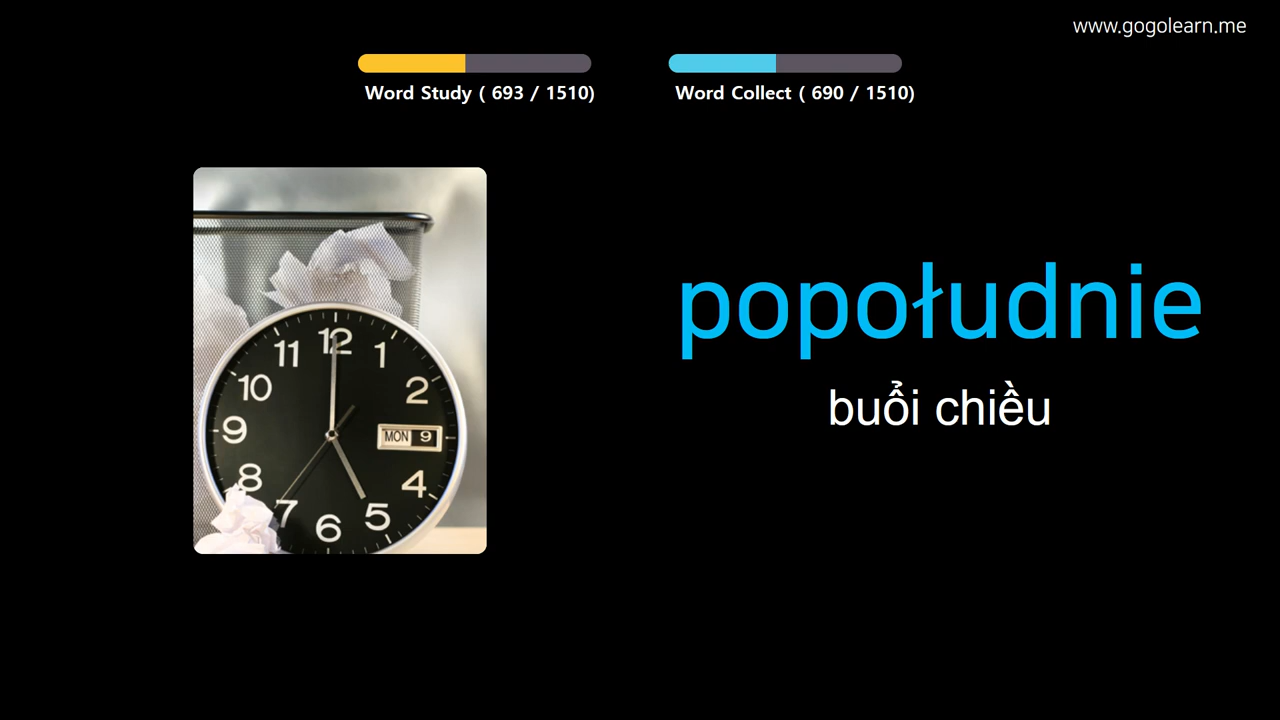 www.gogolearn.me
Word Study ( 693 / 1510)
Word Collect ( 690 / 1510)
popołudnie
buổi chiều
12
11
1
10
2
9
MON 9
8
4
7
5
6